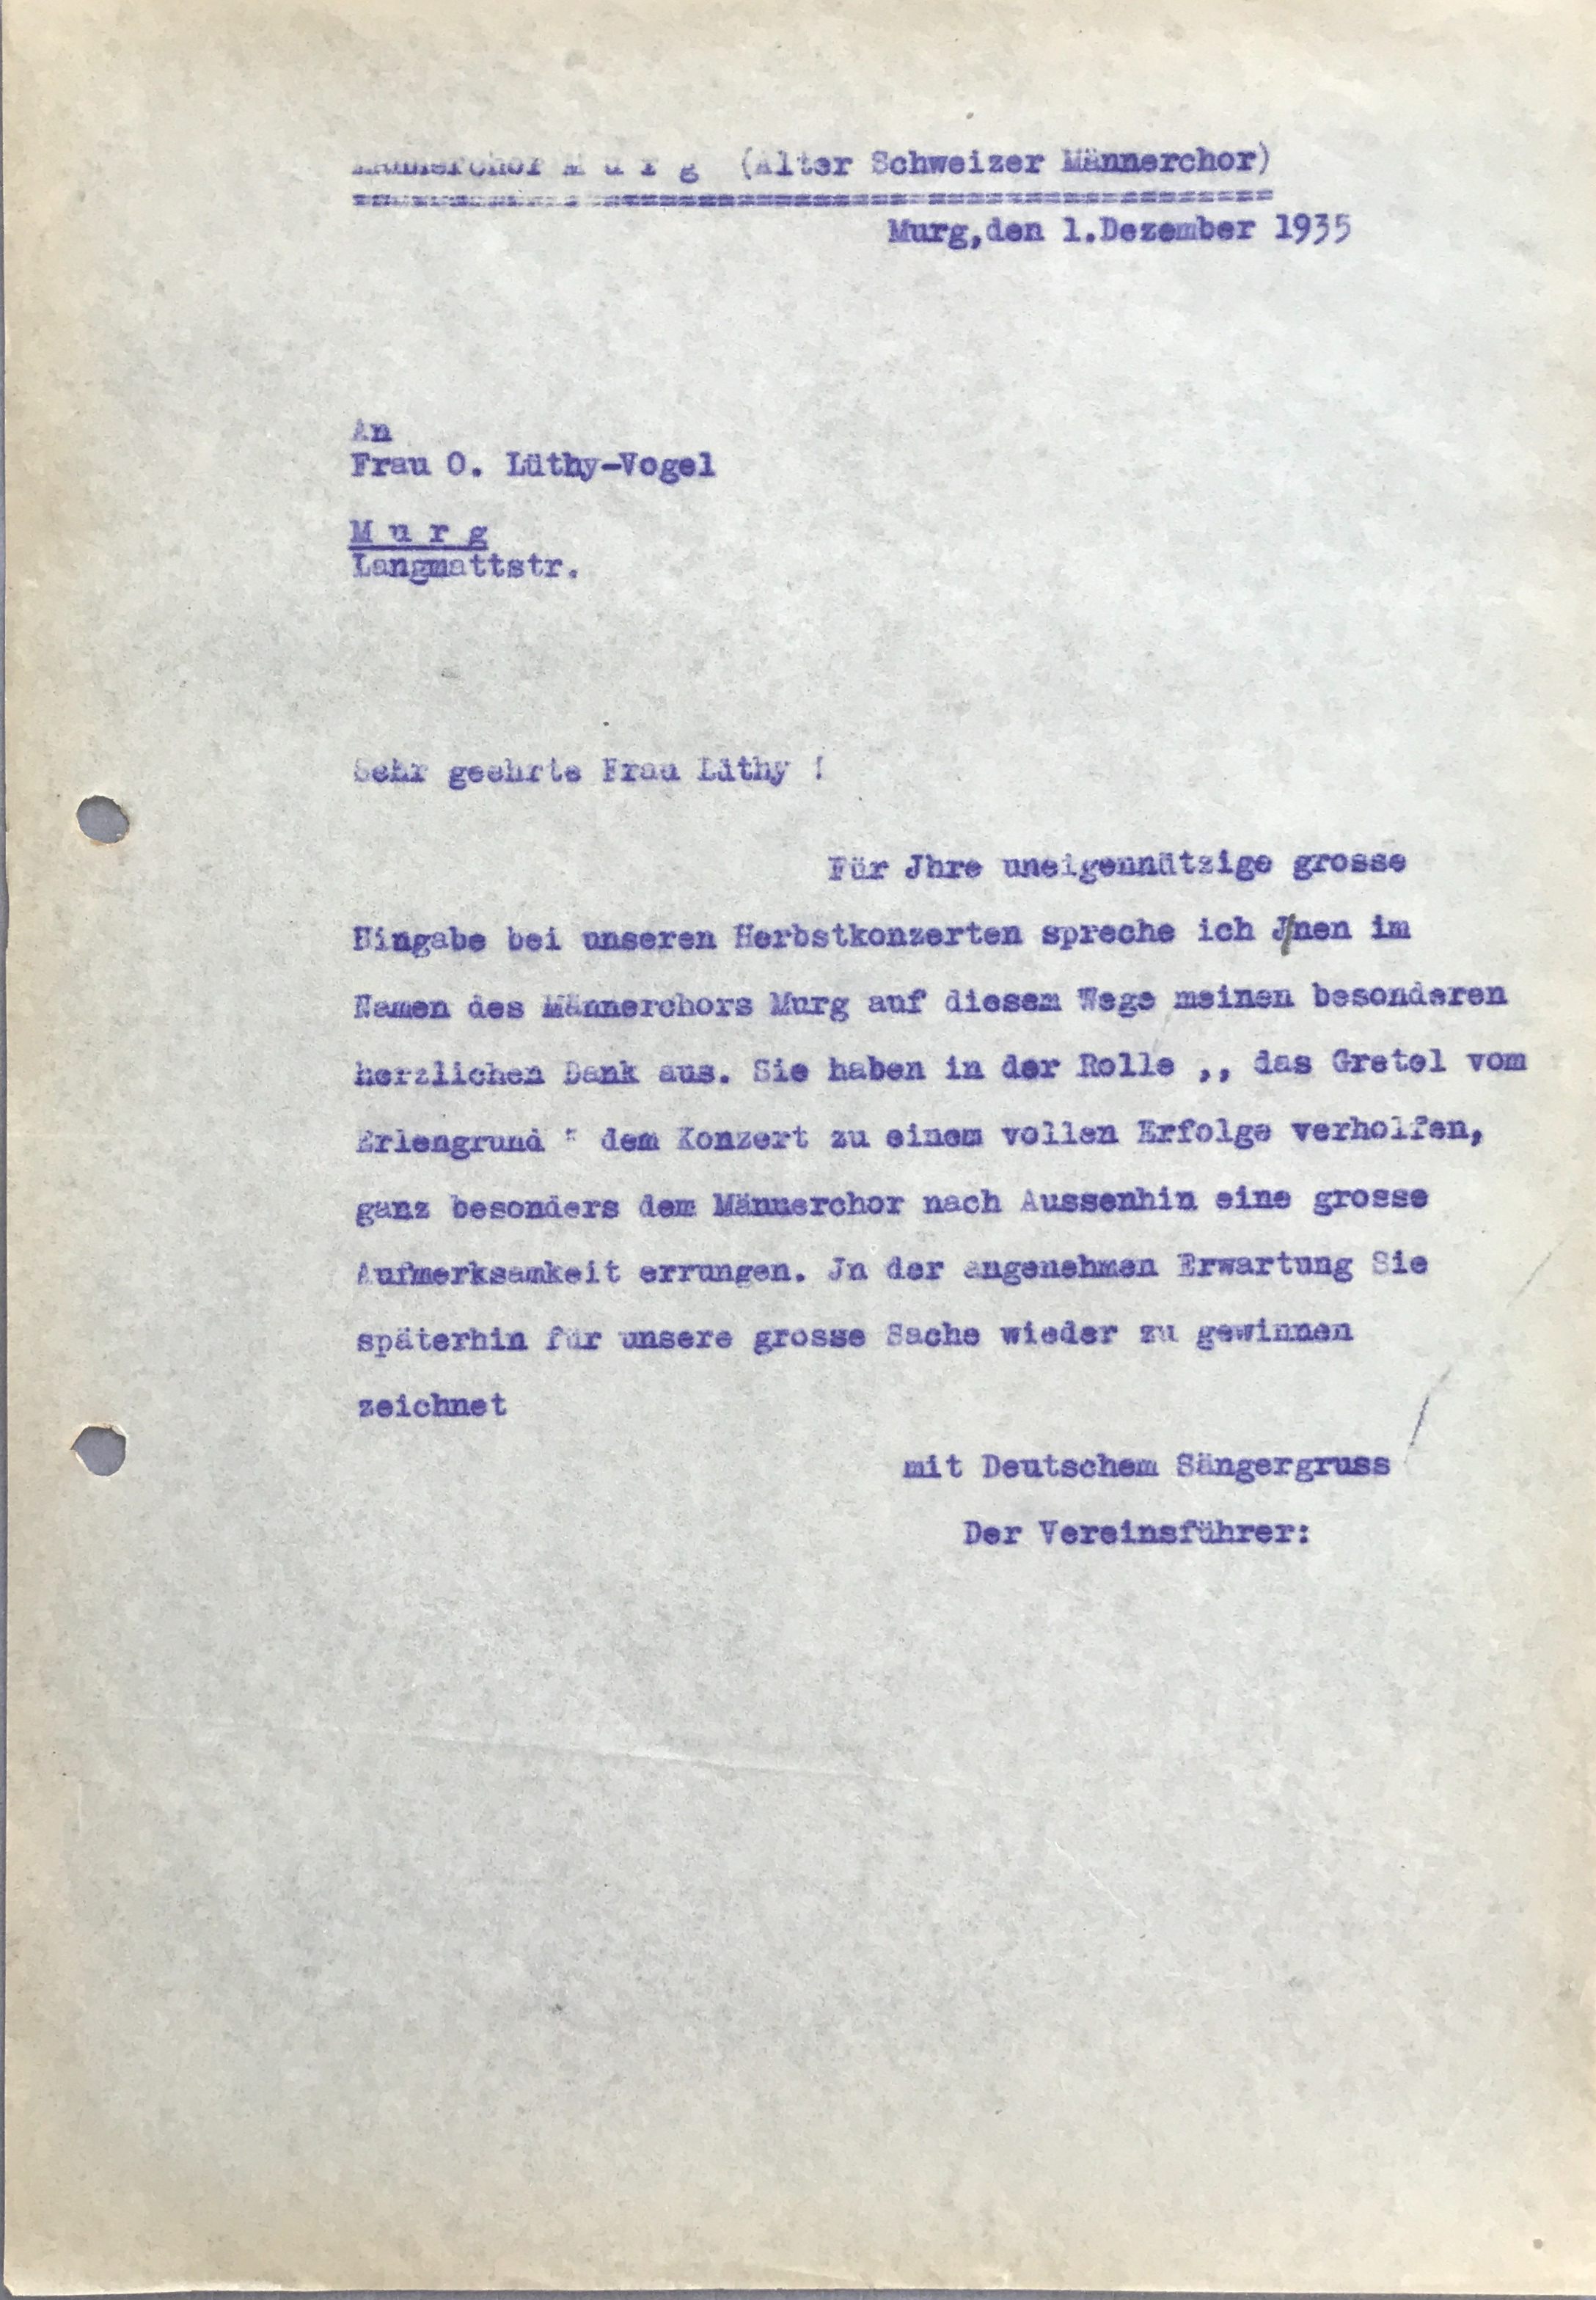 Männerchor M u r g (Alter Schweizer Männerchor)
===============================================
Murg,den 1.Dezember 1935
An
Frau O. Lüthy-Vogel
M u r g
Langmattstr.
Sehr geehrte Frau Lüthy !
Für Jhre uneigennützige grosse
Hingabe bei unseren Herbstkonzerten spreche ich Jhnen im
Namen des Männerchors Murg auf diesem Wege meinen besonderen
herzlichen Dank aus. Sie haben in der Rolle ,, das Gretel vom
Erlengrund " dem Konzert zu einem vollen Erfolge verholfen,
ganz besonders dem Männerchor nach Aussenhin eine grosse
Aufmerksamkeit errungen. Jn der angenehmen Erwartung Sie
späterhin für unsere grosse Sache wieder zu gewinnen
zeichnet
mit Deutschem Sängergruss
Der Vereinsführer: